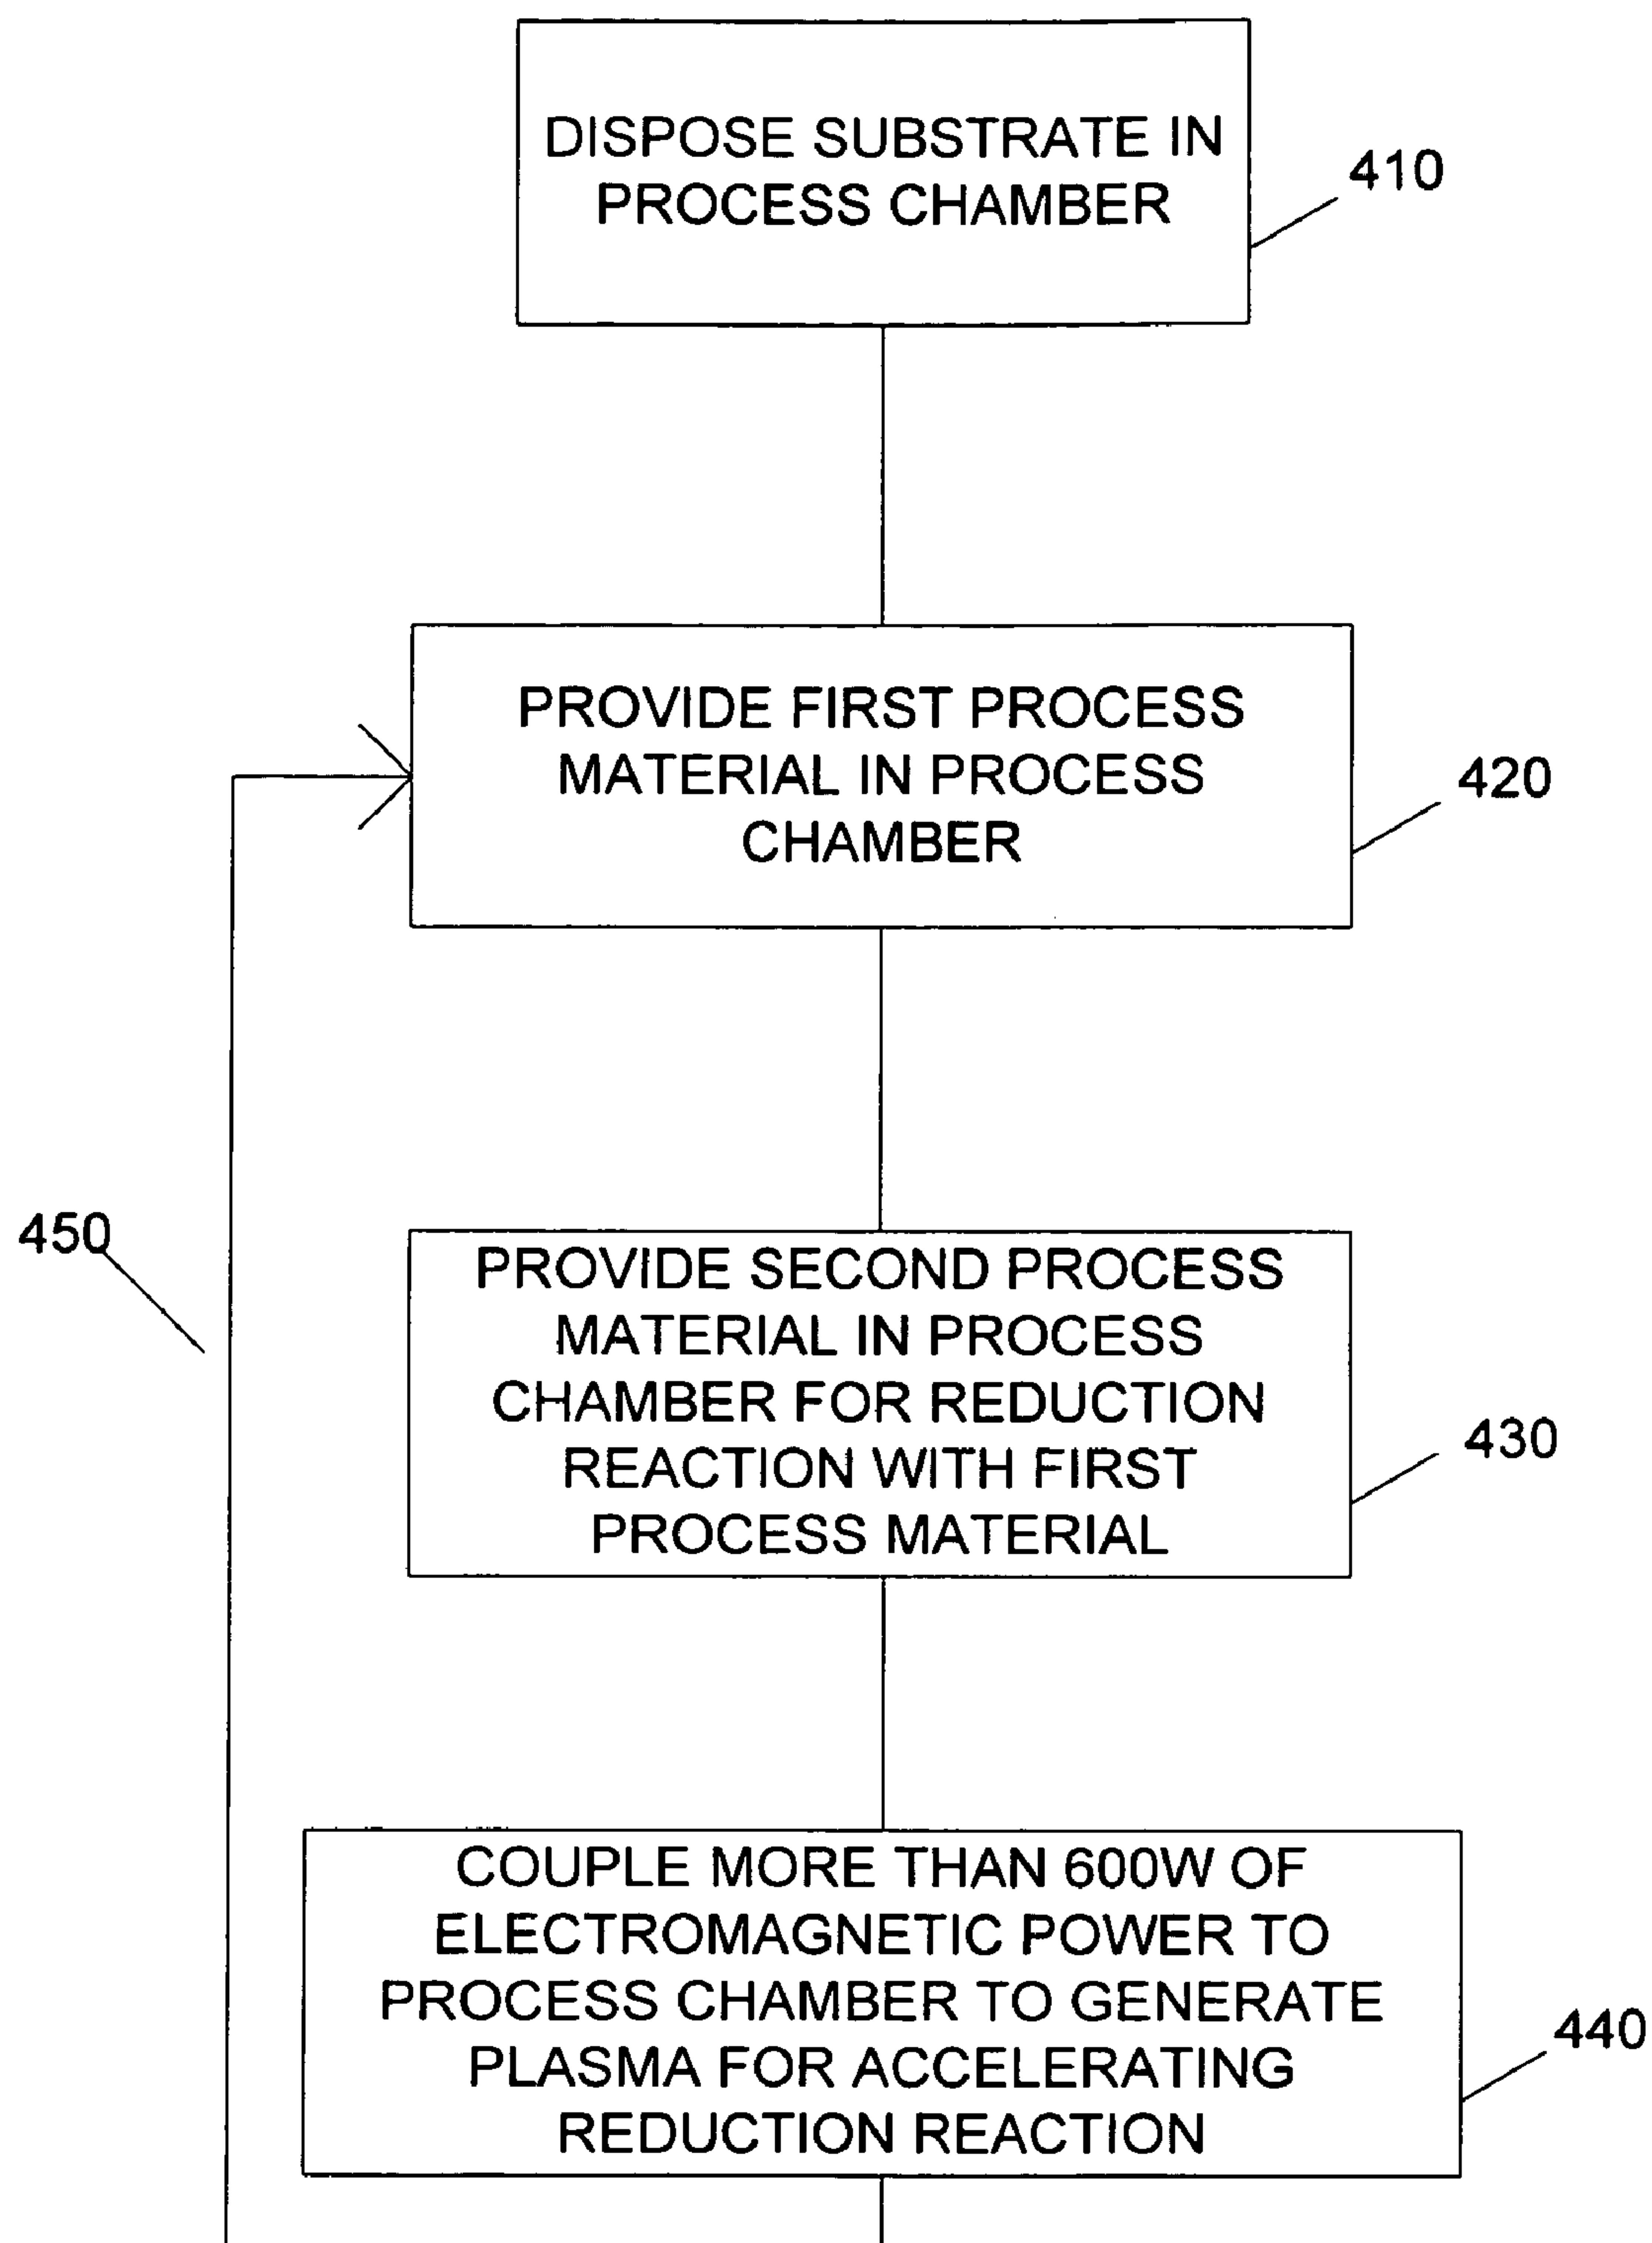 DISPOSE SUBSTRATE IN
PROCESS CHAMBER
410
PROVIDE FIRST PROCESS
MATERIAL IN PROCESS
CHAMBER
420
450
PROVIDE SECOND PROCESS
MATERIAL IN PROCESS
CHAMBER FOR REDUCTION
REACTION WITH FIRST
PROCESS MATERIAL
430
COUPLE MORE THAN 600W OF
ELECTROMAGNETIC POWER TO
PROCESS CHAMBER TO GENERATE
PLASMA FOR ACCELERATING
REDUCTION REACTION
440